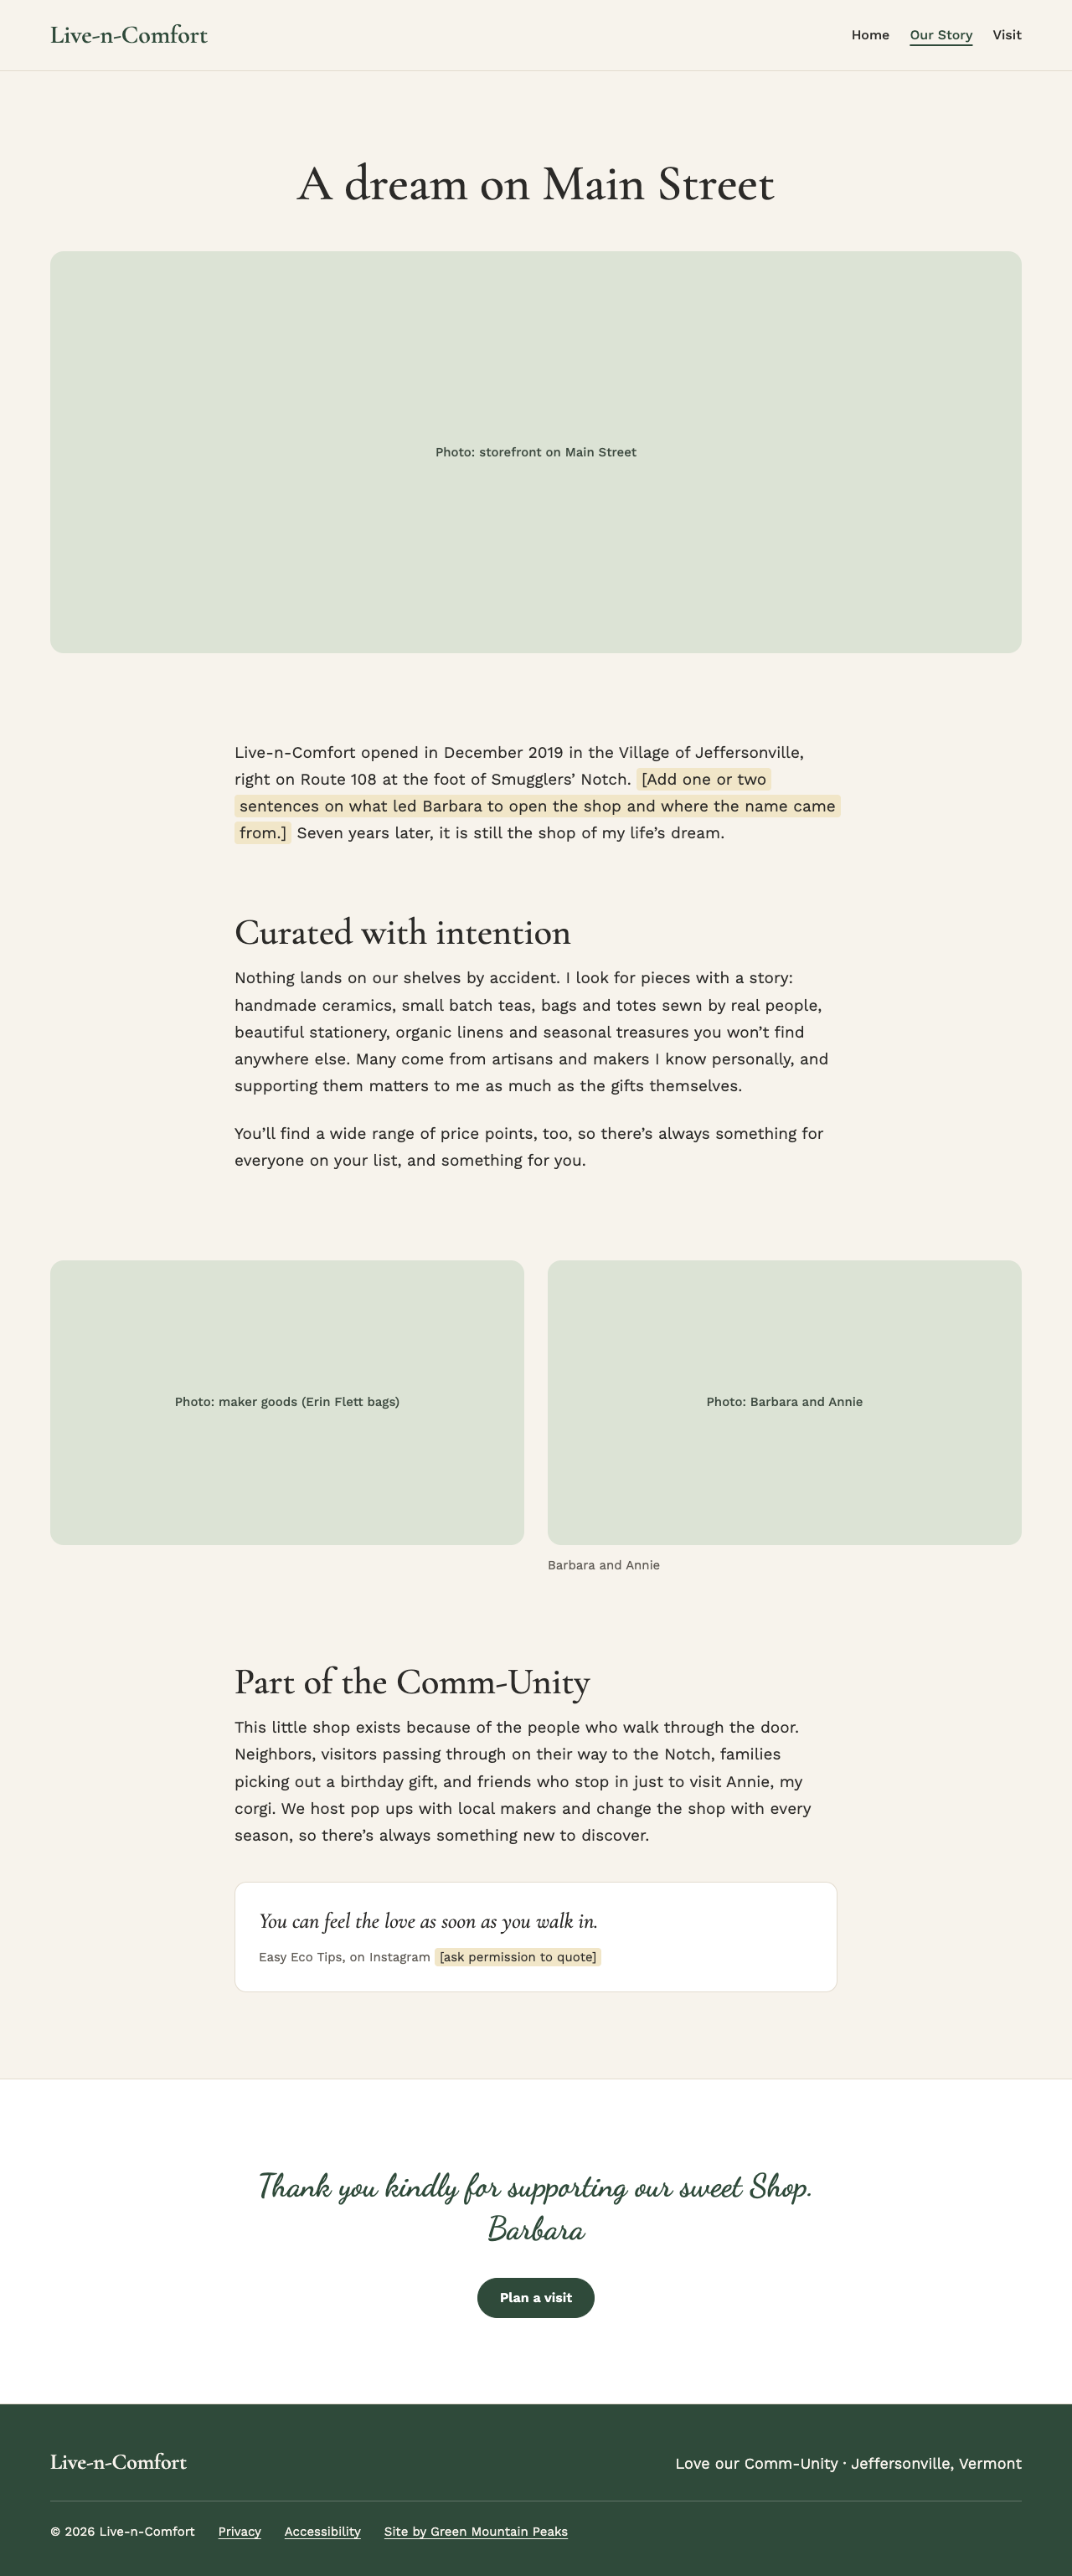 Live-n-Comfort
Home Our Story Visit
A dream on Main Street
Photo: storefront on Main Street
Live-n-Comfort opened in December 2019 in the Village of Jeffersonville,
right on Route 108 at the foot of Smugglers’ Notch. [Add one or two
sentences on what led Barbara to open the shop and where the name came
from.] Seven years later, it is still the shop of my life’s dream.
Curated with intention
Nothing lands on our shelves by accident. I look for pieces with a story:
handmade ceramics, small batch teas, bags and totes sewn by real people,
beautiful stationery, organic linens and seasonal treasures you won’t find
anywhere else. Many come from artisans and makers I know personally, and
supporting them matters to me as much as the gifts themselves.
You’ll find a wide range of price points, too, so there’s always something for
everyone on your list, and something for you.
Photo: maker goods (Erin Flett bags)
Photo: Barbara and Annie
Barbara and Annie
Part of the Comm-Unity
This little shop exists because of the people who walk through the door.
Neighbors, visitors passing through on their way to the Notch, families
picking out a birthday gift, and friends who stop in just to visit Annie, my
corgi. We host pop ups with local makers and change the shop with every
season, so there’s always something new to discover.
You can feel the love as soon as you walk in.
Easy Eco Tips, on Instagram [ask permission to quote]
Thank you kindly for supporting our sweet Shop.
Barbara
Plan a visit
Live-n-Comfort
Love our Comm-Unity · Jeffersonville, Vermont
© 2026 Live-n-Comfort Privacy Accessibility Site by Green Mountain Peaks